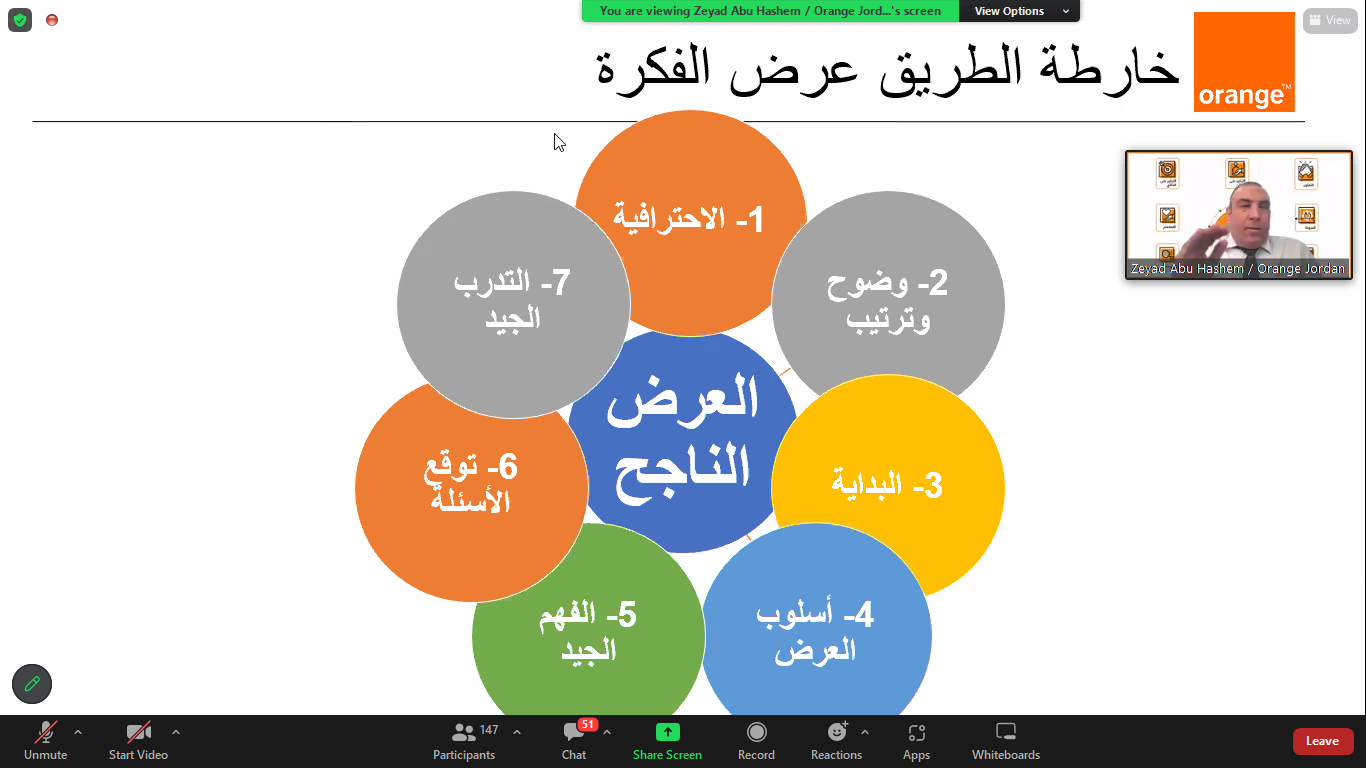 You are viewing Zeyad Abu Hashem / Orange Jord...'s screen
View Options
View
خارطة الطريق عرض الفكرة
orange™
1- الاحترافية
2- وضوح
وترتيب
3- البداية
4- أسلوب
العرض
5- الفهم
الجيد
6- توقع
الأسئلة
7- التدرب
الجيد
العرض
الناجح
Zeyad Abu Hashem / Orange Jordan
Unmute
Start Video
147
Participants
51
Chat
Share Screen
Record
Reactions
Apps
Whiteboards
Leave